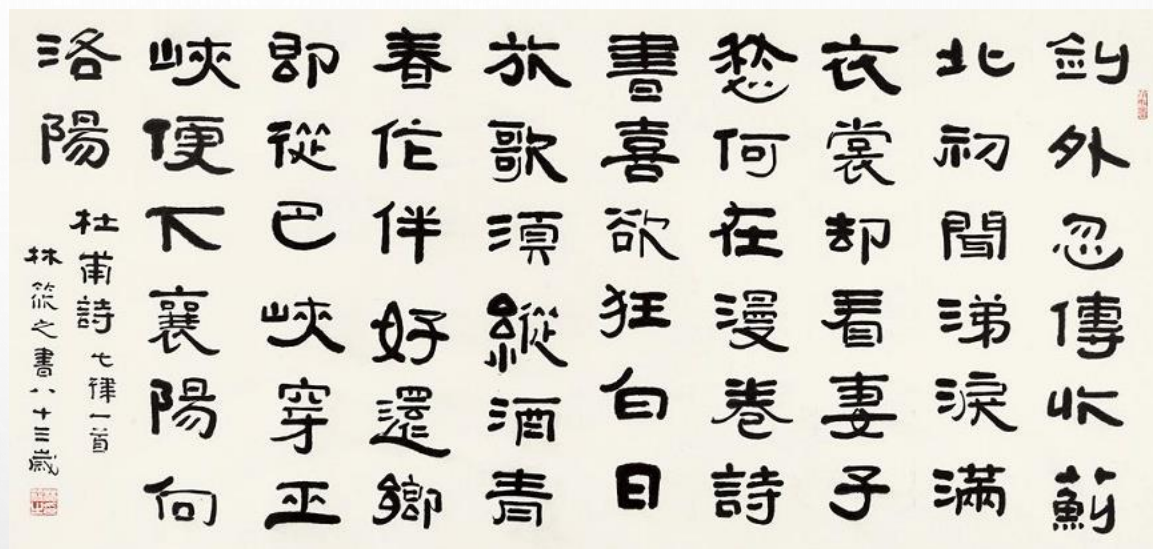 劍外忽傳收薊
北初聞涕淚滿
衣裳却看妻子
愁何在漫卷詩
書喜欲狂白日
放歌須縱酒青
春作伴好還鄉
即從巴峽穿巫
峽便下襄陽向
洛陽
杜甫詩七律一首
林筱之書八十三歲